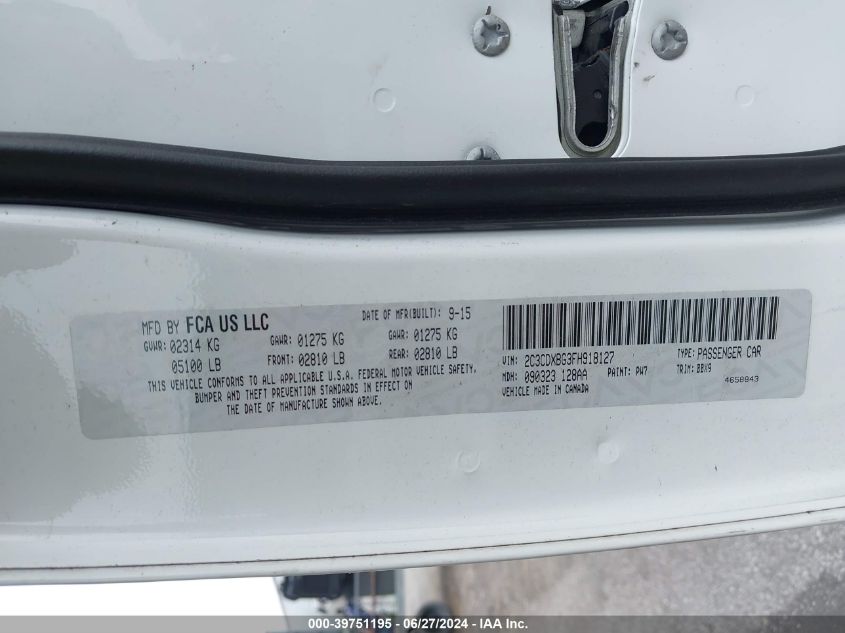 MFD BY FCA US LLC
DATE OF MFR(BUILT): 9-15
GVWR: 02314 KG
GAWR: 01275 KG
GAWR: 01275 KG
05100 LB
FRONT: 02810 LB
REAR: 02810 LB
THIS VEHICLE CONFORMS TO ALL APPLICABLE U.S.A. FEDERAL MOTOR VEHICLE SAFETY,
BUMPER AND THEFT PREVENTION STANDARDS IN EFFECT ON
THE DATE OF MANUFACTURE SHOWN ABOVE.
VIN: 2C3CDXBG3FH918127
TYPE: PASSENGER CAR
MDH: 090323 128AA
PAINT: PW7
TRIM: BBX9
VEHICLE MADE IN CANADA
4658843
000-39751195 - 06/27/2024 - IAA Inc.